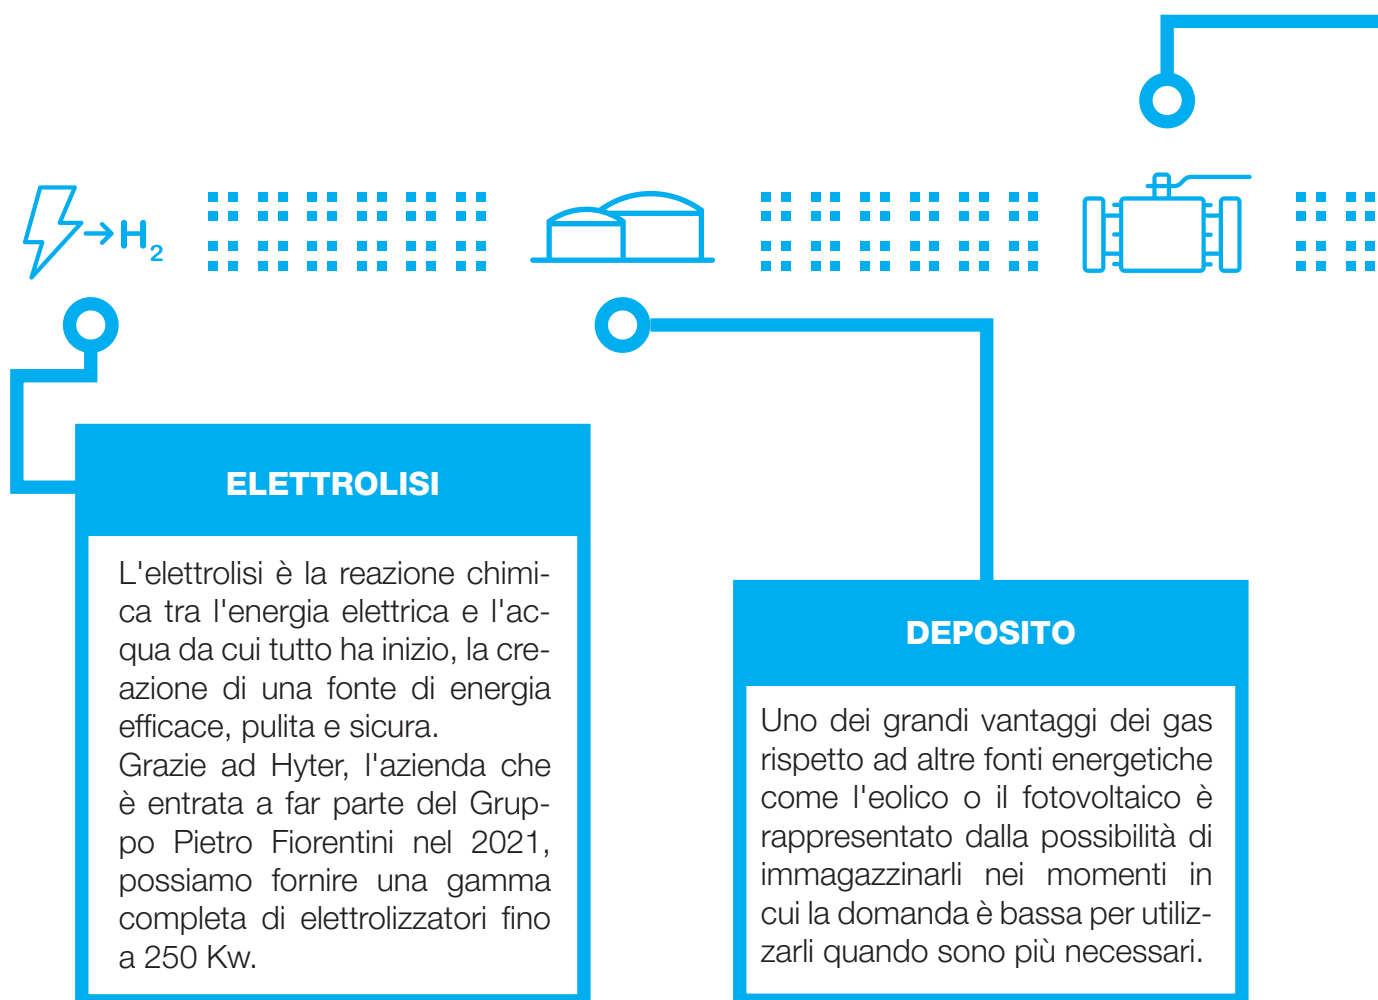 H2
ELETTROLISI
L'elettrolisi è la reazione chimi-
ca tra l'energia elettrica e l'ac-
qua da cui tutto ha inizio, la cre-
azione di una fonte di energia
efficace, pulita e sicura.
Grazie ad Hyter, l'azienda che
è entrata a far parte del Grup-
po Pietro Fiorentini nel 2021,
possiamo fornire una gamma
completa di elettrolizzatori fino
a 250 Kw.
DEPOSITO
Uno dei grandi vantaggi dei gas
rispetto ad altre fonti energetiche
come l'eolico o il fotovoltaico è
rappresentato dalla possibilità di
immagazzinarli nei momenti in
cui la domanda è bassa per utiliz-
zarli quando sono più necessari.